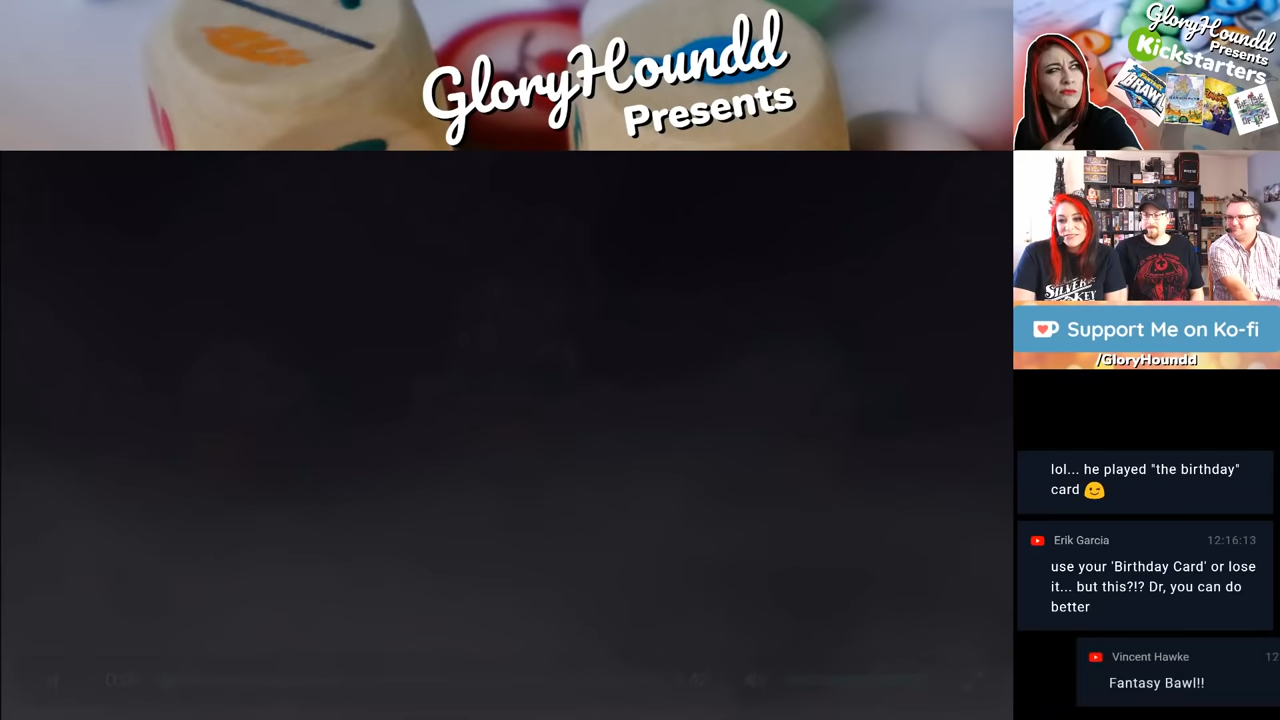 GloryHoundd
Presents
GloryHoundd
Presents
Kickstarters
BRAWL
SILVER
KEY
Support Me on Ko-fi
/GloryHoundd
lol... he played "the birthday"
card 😉
Erik Garcia 12:16:13
use your 'Birthday Card' or lose
it... but this?!? Dr, you can do
better
Vincent Hawke 12
Fantasy Bawl!!